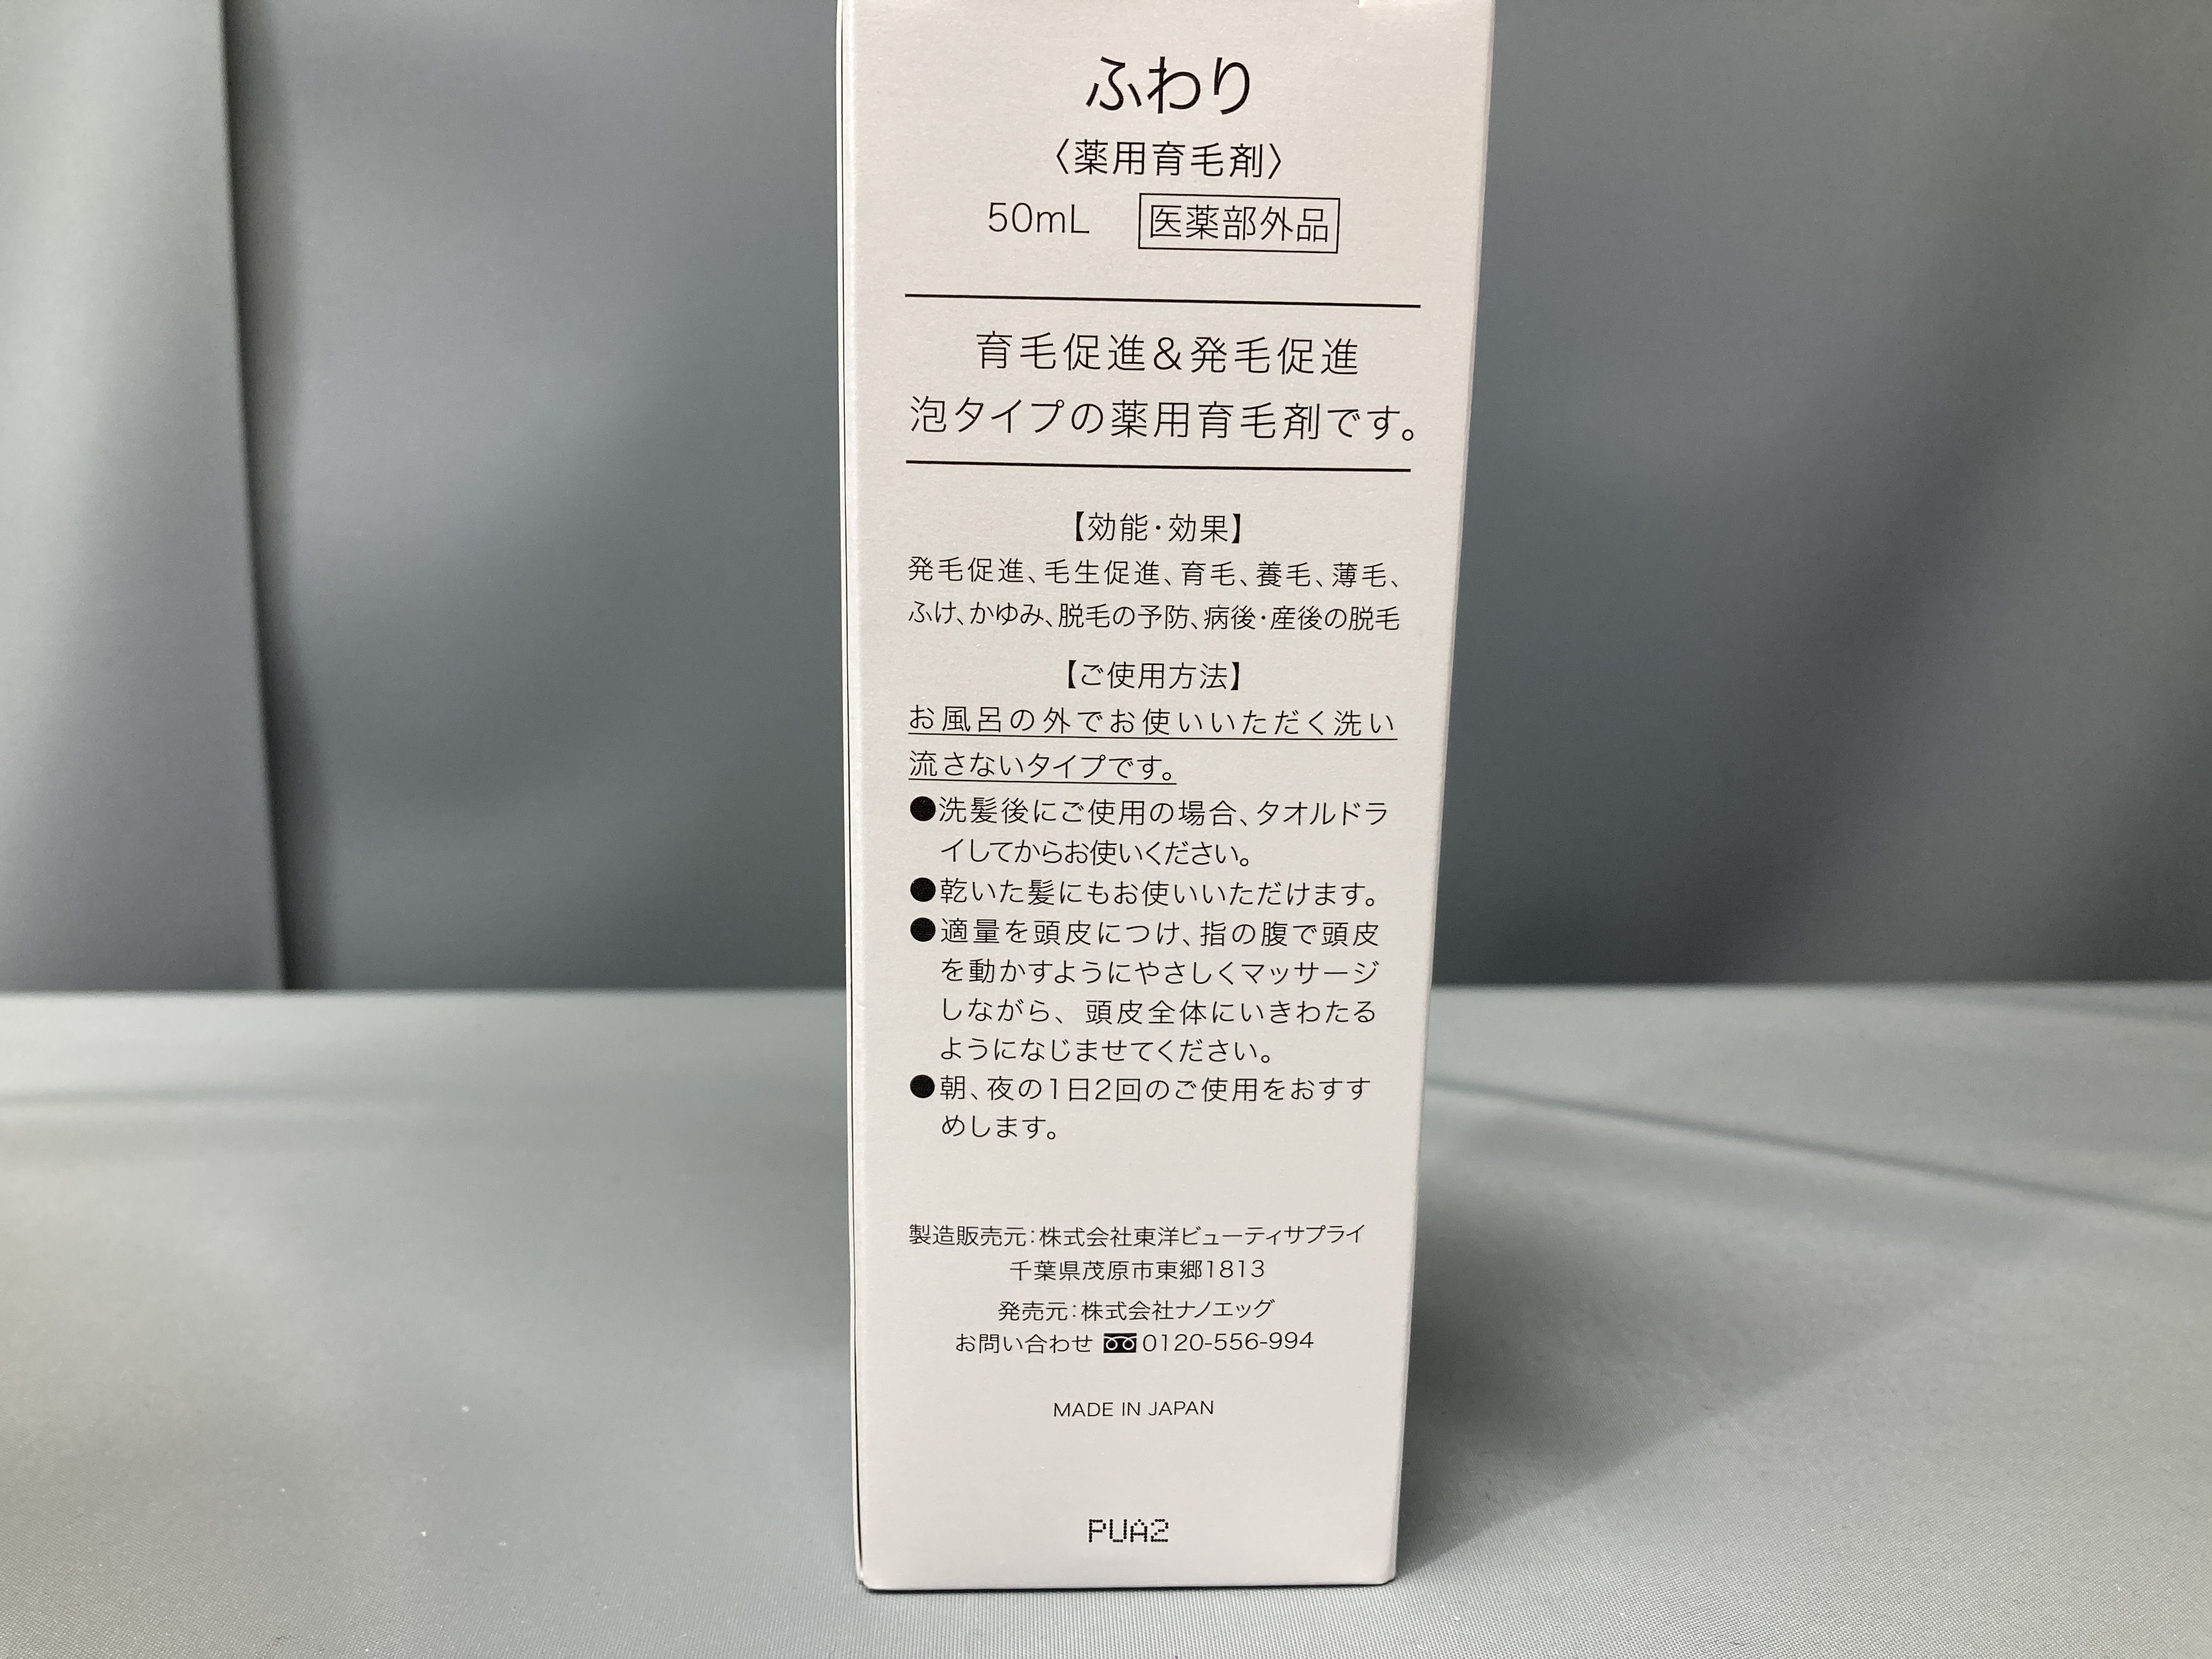 ふわり
〈薬用育毛剤〉
50mL 医薬部外品
育毛促進&発毛促進
泡タイプの薬用育毛剤です。
【効能・効果】
発毛促進、毛生促進、育毛、養毛、薄毛、
ふけ、かゆみ、脱毛の予防、病後・産後の脱毛
【ご使用方法】
お風呂の外でお使いいただく洗い
流さないタイプです。
●洗髪後にご使用の場合、タオルドラ
イしてからお使いください。
●乾いた髪にもお使いいただけます。
●適量を頭皮につけ、指の腹で頭皮
を動かすようにやさしくマッサージ
しながら、頭皮全体にいきわたる
ようになじませてください。
●朝、夜の1日2回のご使用をおすす
めします。
製造販売元：株式会社東洋ビューティサプライ
千葉県茂原市東郷1813
発売元：株式会社ナノエッグ
お問い合わせ 0120-556-994
MADE IN JAPAN
PUA2